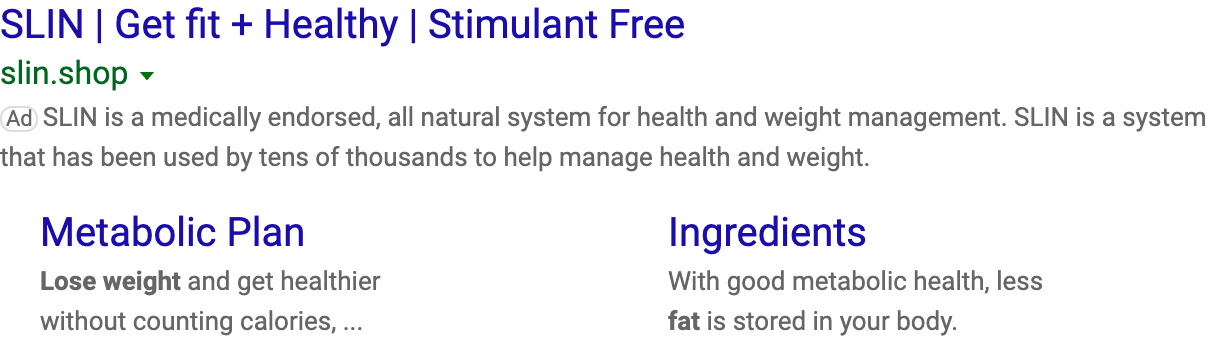 SLIN | Get fit + Healthy | Stimulant Free
slin.shop
Ad SLIN is a medically endorsed, all natural system for health and weight management. SLIN is a system
that has been used by tens of thousands to help manage health and weight.
Metabolic Plan
Lose weight and get healthier
without counting calories, ...
Ingredients
With good metabolic health, less
fat is stored in your body.